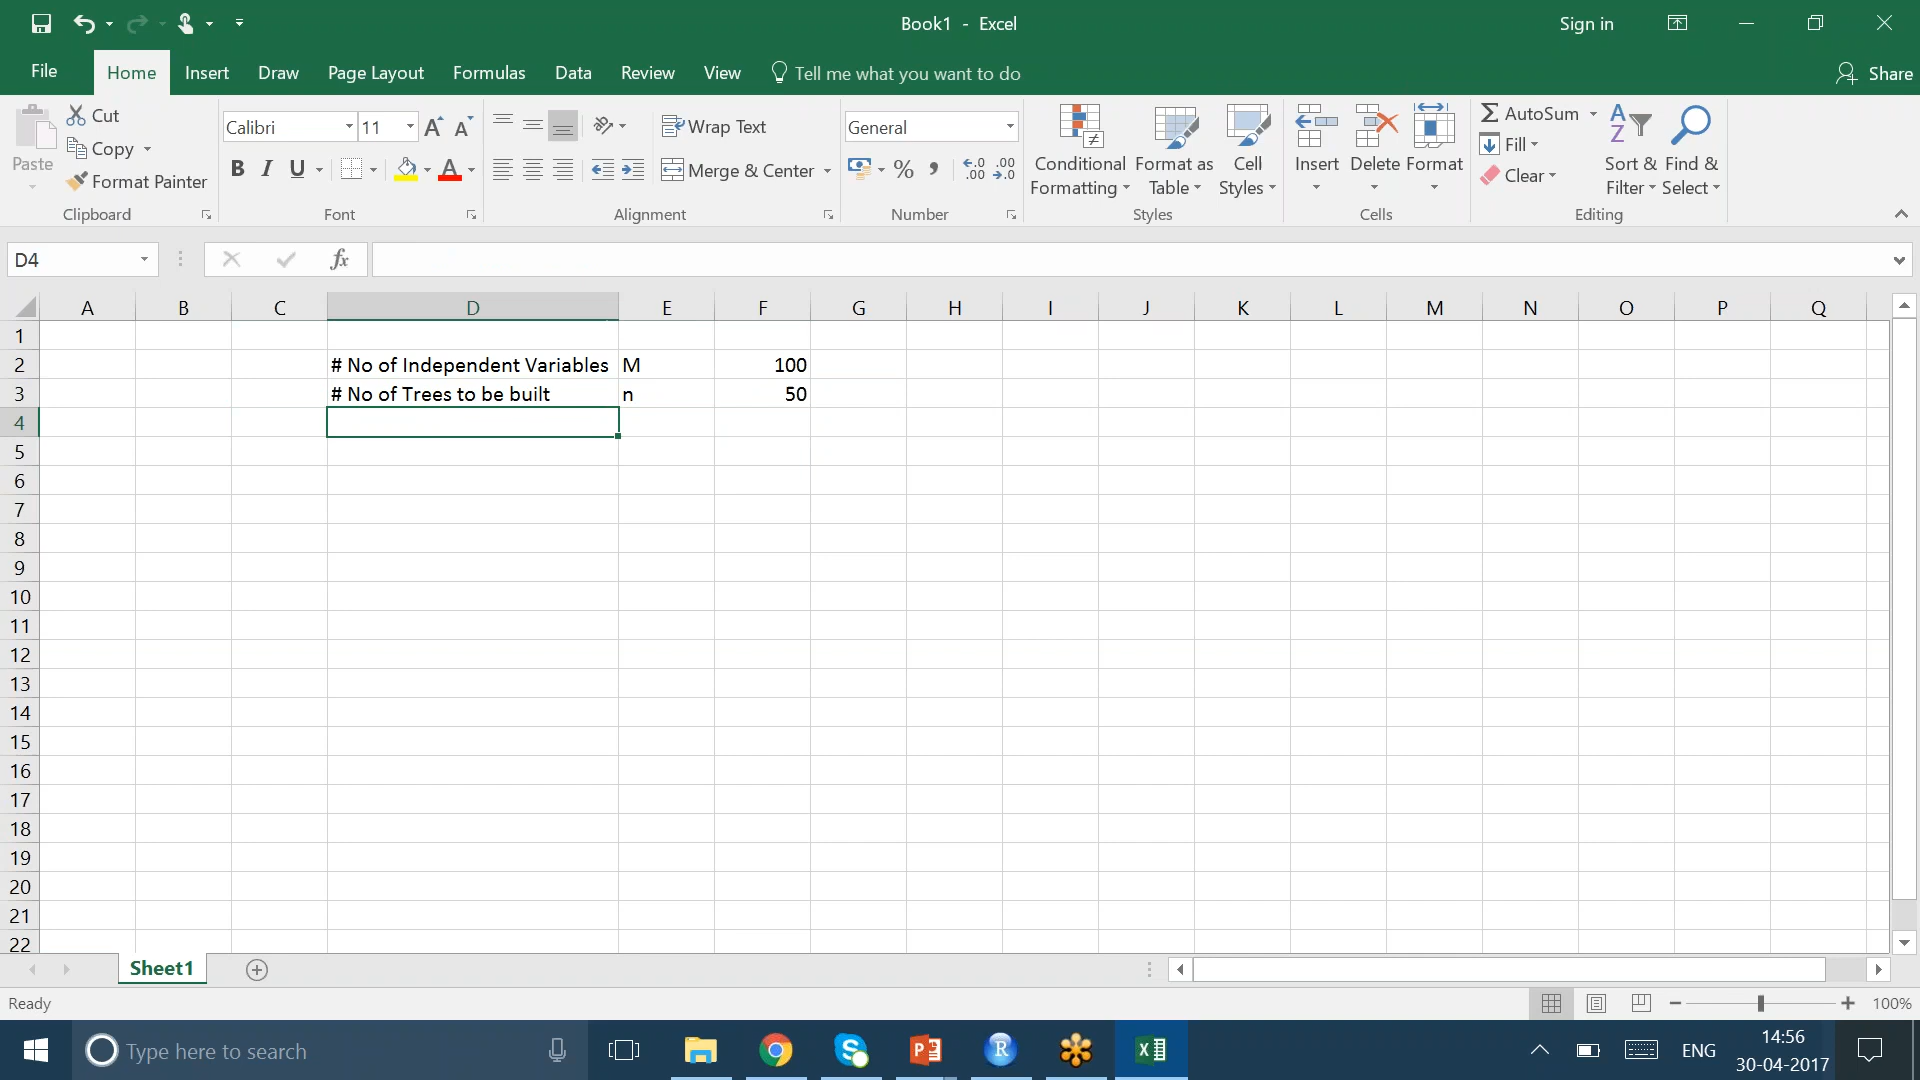 Book1 - Excel
Sign in
File Home Insert Draw Page Layout Formulas Data Review View Tell me what you want to do Share
Paste
Cut
Copy
Format Painter
Clipboard
Calibri 11
B I U
Font
Wrap Text
Merge & Center
Alignment
General
% , .00 .00
Number
Conditional Formatting
Format as Table
Cell Styles
Styles
Insert Delete Format
Cells
AutoSum
Fill
Clear
Sort & Filter
Find & Select
Editing
D4
fx
A B C D E F G H I J K L M N O P Q
1
2 # No of Independent Variables M 100
3 # No of Trees to be built n 50
4
5
6
7
8
9
10
11
12
13
14
15
16
17
18
19
20
21
22
Sheet1
Ready
100%
Type here to search
ENG
14:56
30-04-2017